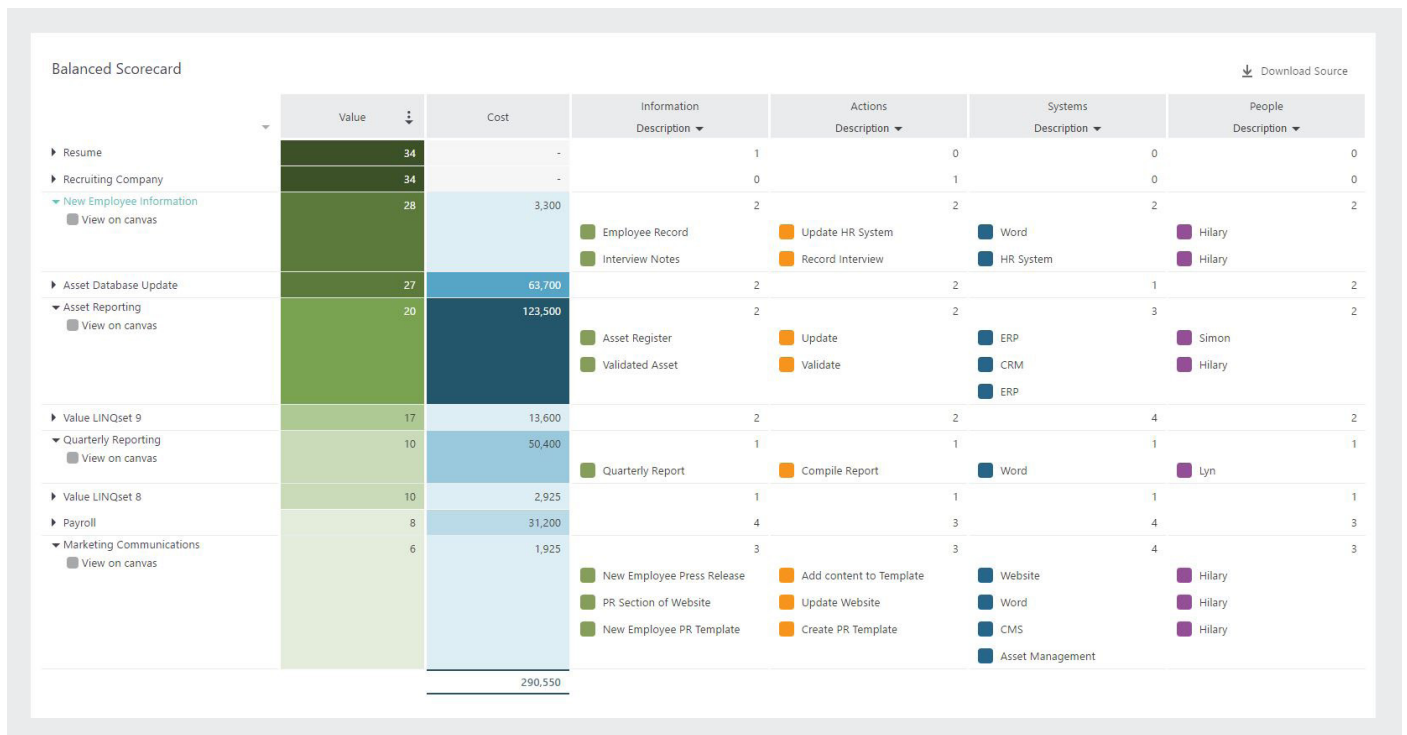 Balanced Scorecard
Download Source
Value Cost Information Actions Systems People
Description Description Description Description
Resume 34 - 1 0 0 0
Recruiting Company 34 - 0 1 0 0
New Employee Information 28 3,300 2 2 2 2
View on canvas
Employee Record Update HR System Word Hilary
Interview Notes Record Interview HR System Hilary
Asset Database Update 27 63,700 2 2 1 2
Asset Reporting 20 123,500 2 2 3 2
View on canvas
Asset Register Update ERP Simon
Validated Asset Validate CRM Hilary
ERP
Value LINQset 9 17 13,600 2 2 4 2
Quarterly Reporting 10 50,400 1 1 1 1
View on canvas
Quarterly Report Compile Report Word Lyn
Value LINQset 8 10 2,925 1 1 1 1
Payroll 8 31,200 4 3 4 3
Marketing Communications 6 1,925 3 3 4 3
View on canvas
New Employee Press Release Add content to Template Website Hilary
PR Section of Website Update Website Word Hilary
New Employee PR Template Create PR Template CMS Hilary
Asset Management
290,550